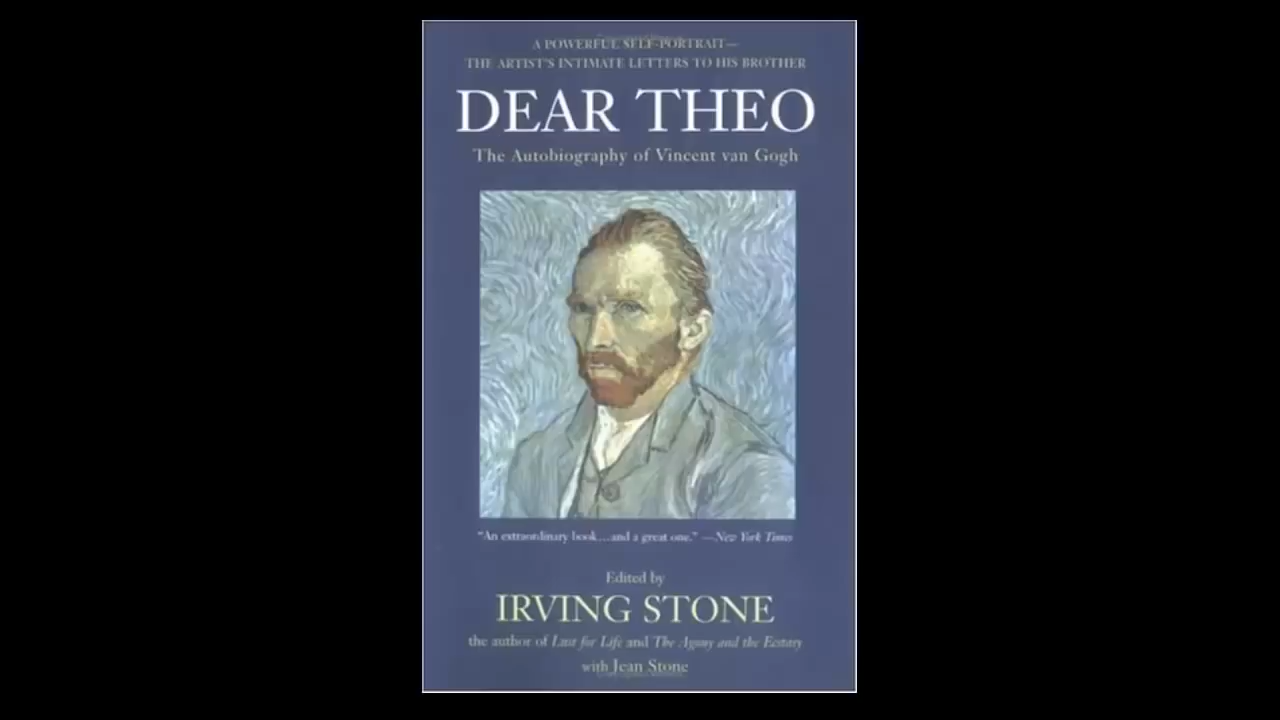 A POWERFUL SELF-PORTRAIT—
THE ARTIST'S INTIMATE LETTERS TO HIS BROTHER
DEAR THEO
The Autobiography of Vincent van Gogh
"An extraordinary book...and a great one." —New York Times
Edited by
IRVING STONE
the author of Lust for Life and The Agony and the Ecstasy
with Jean Stone